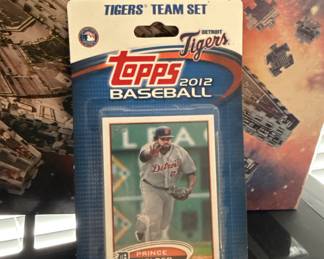 TIGERS® TEAM SET
DETROIT
Tigers
topps
2012
BASEBALL
Detroit
PRINCE